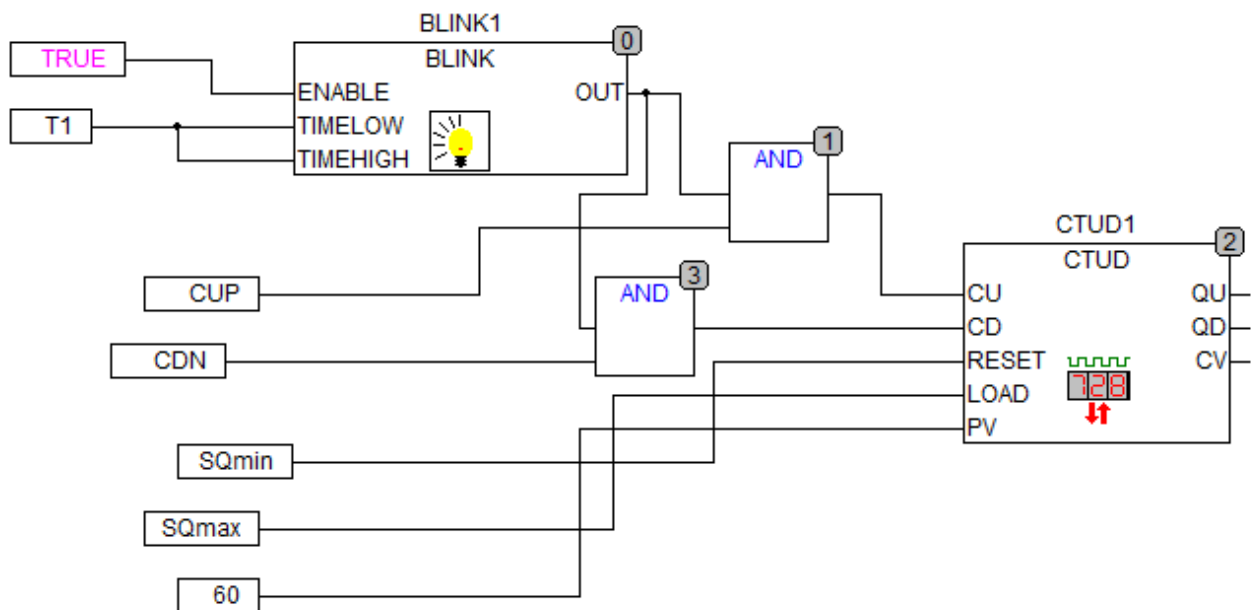 BLINK1
0
TRUE
BLINK
ENABLE
OUT
T1
TIMELOW
TIMEHIGH
AND
1
CTUD1
2
CTUD
CUP
AND
3
CU
QU
CD
QD
CDN
RESET
CV
728
LOAD
PV
SQmin
SQmax
60